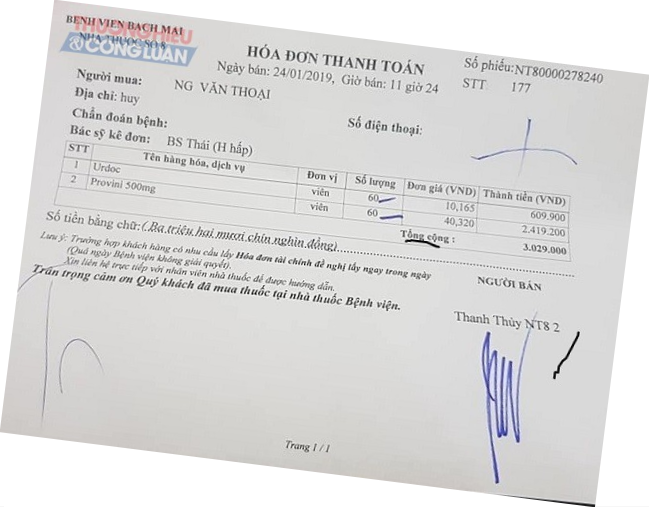 BỆNH VIỆN BẠCH MAI
THƯƠNG HIỆU
NHÀ THUỐC SỐ 8
& CÔNG LUẬN
HÓA ĐƠN THANH TOÁN
Số phiếu: NT80000278240
Ngày bán: 24/01/2019, Giờ bán: 11 giờ 24
STT 177
Người mua: NG VĂN THOẠI
Địa chỉ: huy
Chẩn đoán bệnh:
Số điện thoại:
Bác sỹ kê đơn: BS Thái (H hấp)
STT Tên hàng hóa, dịch vụ Đơn vị Số lượng Đơn giá (VND) Thành tiền (VND)
1 Urdoc viên 60 10,165 609.900
2 Provini 500mg viên 60 40,320 2.419.200
Tổng cộng : 3.029.000
Số tiền bằng chữ: ( Ba triệu hai mươi chín nghìn đồng)
Lưu ý: Trường hợp khách hàng có nhu cầu lấy Hóa đơn tài chính đề nghị lấy ngay trong ngày
(Quá ngày Bệnh viện không giải quyết).
Xin liên hệ trực tiếp với nhân viên nhà thuốc để được hướng dẫn.
Trân trọng cảm ơn Quý khách đã mua thuốc tại nhà thuốc Bệnh viện.
NGƯỜI BÁN
Thanh Thủy NT8 2
Trang 1 / 1